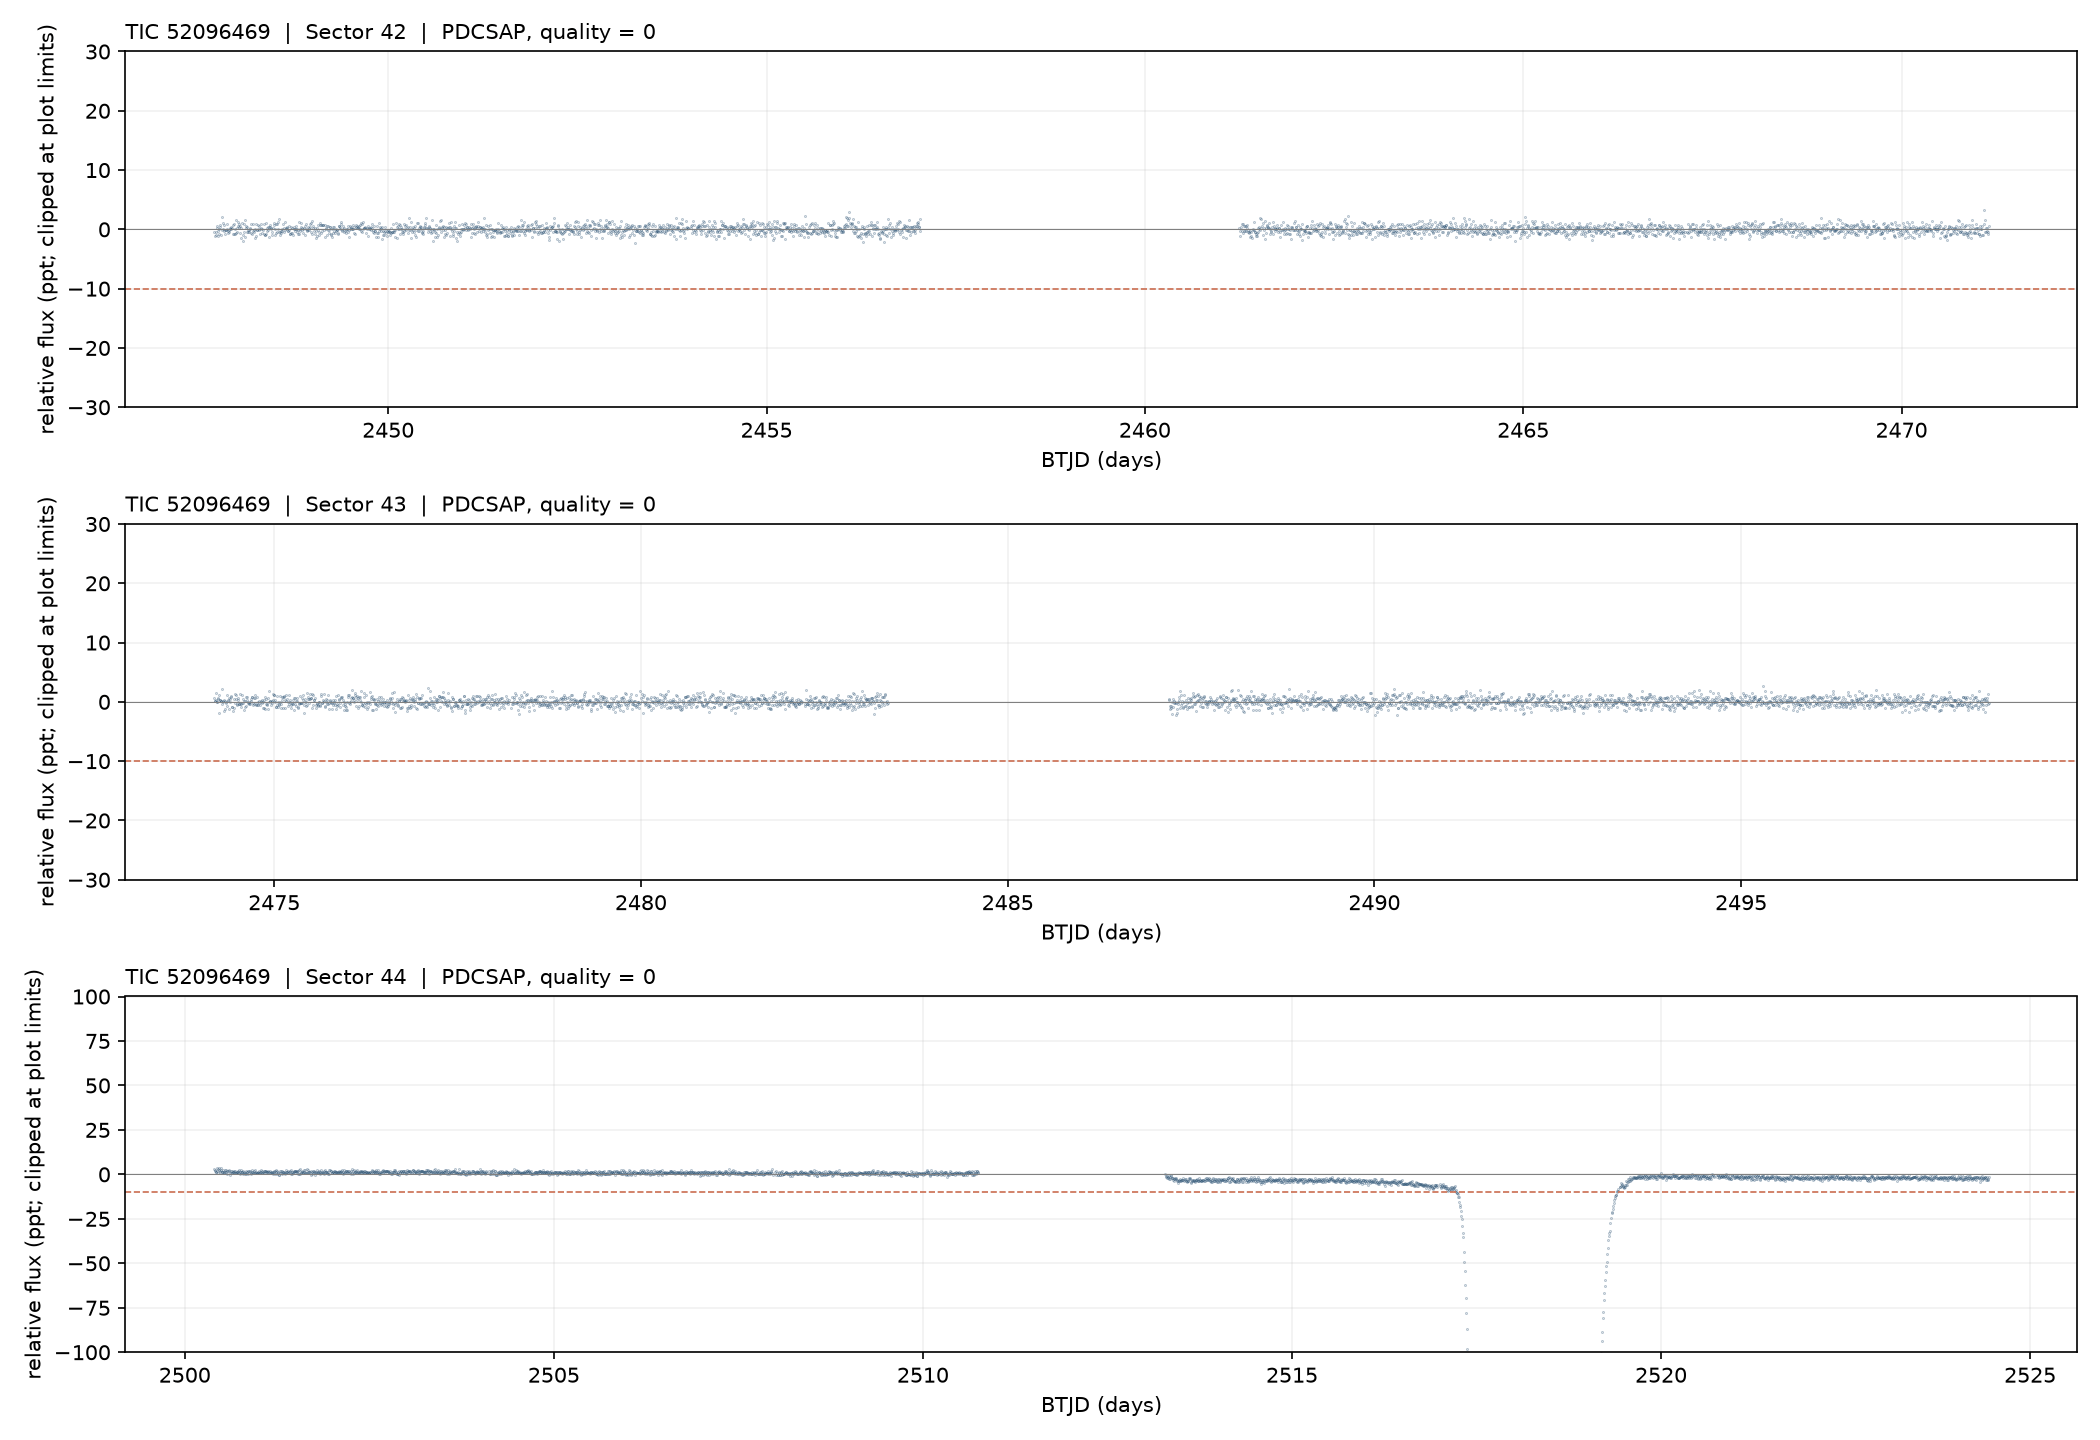 TIC 52096469 | Sector 42 | PDCSAP, quality = 0
relative flux (ppt; clipped at plot limits)
30
20
10
0
−10
−20
−30
2450 2455 2460 2465 2470
BTJD (days)
TIC 52096469 | Sector 43 | PDCSAP, quality = 0
relative flux (ppt; clipped at plot limits)
30
20
10
0
−10
−20
−30
2475 2480 2485 2490 2495
BTJD (days)
TIC 52096469 | Sector 44 | PDCSAP, quality = 0
relative flux (ppt; clipped at plot limits)
100
75
50
25
0
−25
−50
−75
−100
2500 2505 2510 2515 2520 2525
BTJD (days)